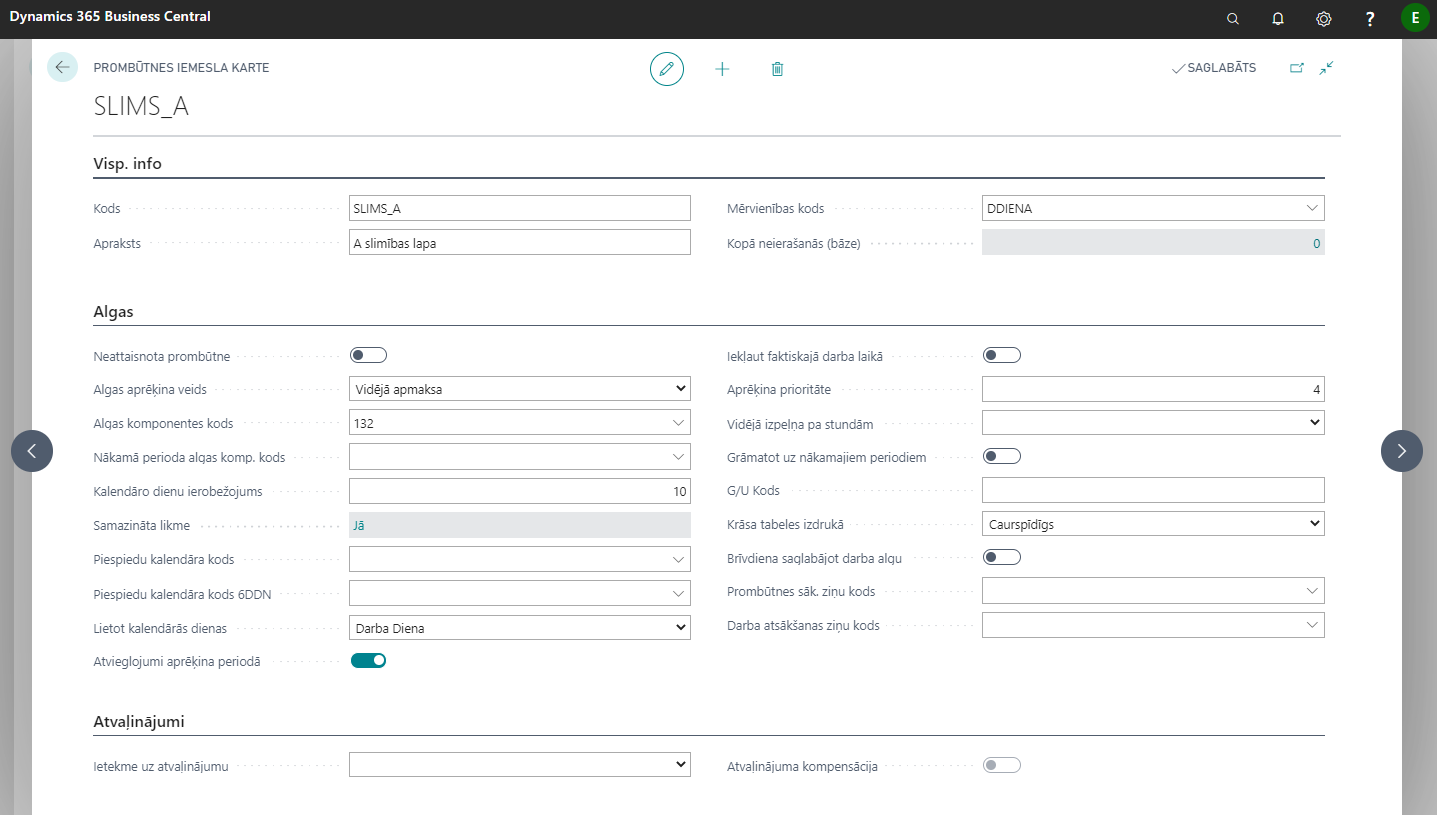 Dynamics 365 Business Central
E
PROMBŪTNES IEMESLA KARTE
SAGLABĀTS
SLIMS_A
Visp. info
Kods
SLIMS_A
Mērvienības kods
DDIENA
Apraksts
A slimības lapa
Kopā neierašanās (bāze)
0
Algas
Neattaisnota prombūtne
Iekļaut faktiskajā darba laikā
Algas aprēķina veids
Vidējā apmaksa
Aprēķina prioritāte
4
Algas komponentes kods
132
Vidējā izpeļņa pa stundām
Nākamā perioda algas komp. kods
Grāmatot uz nākamajiem periodiem
Kalendāro dienu ierobežojums
10
G/U Kods
Samazināta likme
Jā
Krāsa tabeles izdrukā
Caurspīdīgs
Piespiedu kalendāra kods
Brīvdiena saglabājot darba algu
Piespiedu kalendāra kods 6DDN
Prombūtnes sāk. ziņu kods
Lietot kalendārās dienas
Darba Diena
Darba atsākšanas ziņu kods
Atvieglojumi aprēķina periodā
Atvaļinājumi
Ietekme uz atvaļinājumu
Atvaļinājuma kompensācija